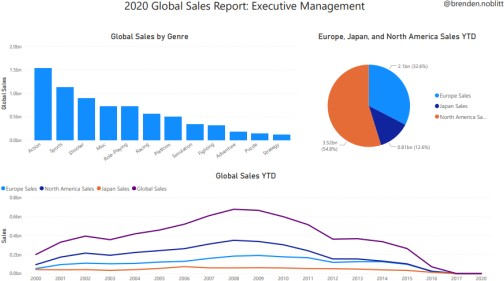 2020 Global Sales Report: Executive Management
@brenden.noblitt
Global Sales by Genre
2.0bn
1.5bn
1.0bn
0.5bn
0.0bn
Global Sales
Action
Sports
Shooter
Misc
Role-Playing
Racing
Platform
Simulation
Fighting
Adventure
Puzzle
Strategy
Europe, Japan, and North America Sales YTD
2.1bn (32.6%)
0.81bn (12.6%)
3.52bn
(54.8%)
Europe Sales
Japan Sales
North America Sa...
Global Sales YTD
Europe Sales North America Sales Japan Sales Global Sales
0.8bn
0.6bn
0.4bn
0.2bn
0.0bn
Sales
2000 2001 2002 2003 2004 2005 2006 2007 2008 2009 2010 2011 2012 2013 2014 2015 2016 2017 2020